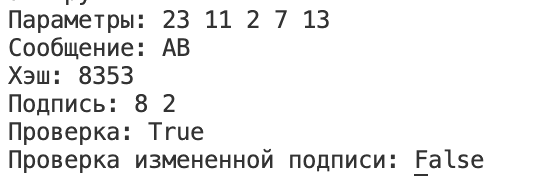 Параметры: 23 11 2 7 13
Сообщение: AB
Хэш: 8353
Подпись: 8 2
Проверка: True
Проверка измененной подписи: False